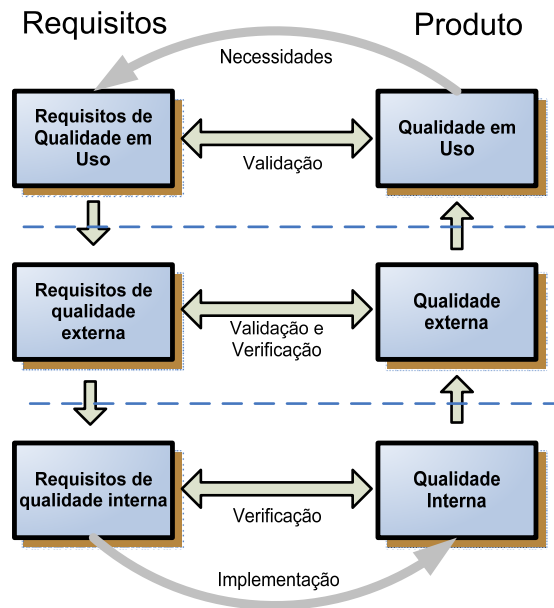 Requisitos
Produto
Necessidades
Requisitos de
Qualidade em
Uso
Validação
Qualidade em
Uso
Requisitos de
qualidade
externa
Validação e
Verificação
Qualidade
externa
Requisitos de
qualidade interna
Verificação
Qualidade
Interna
Implementação